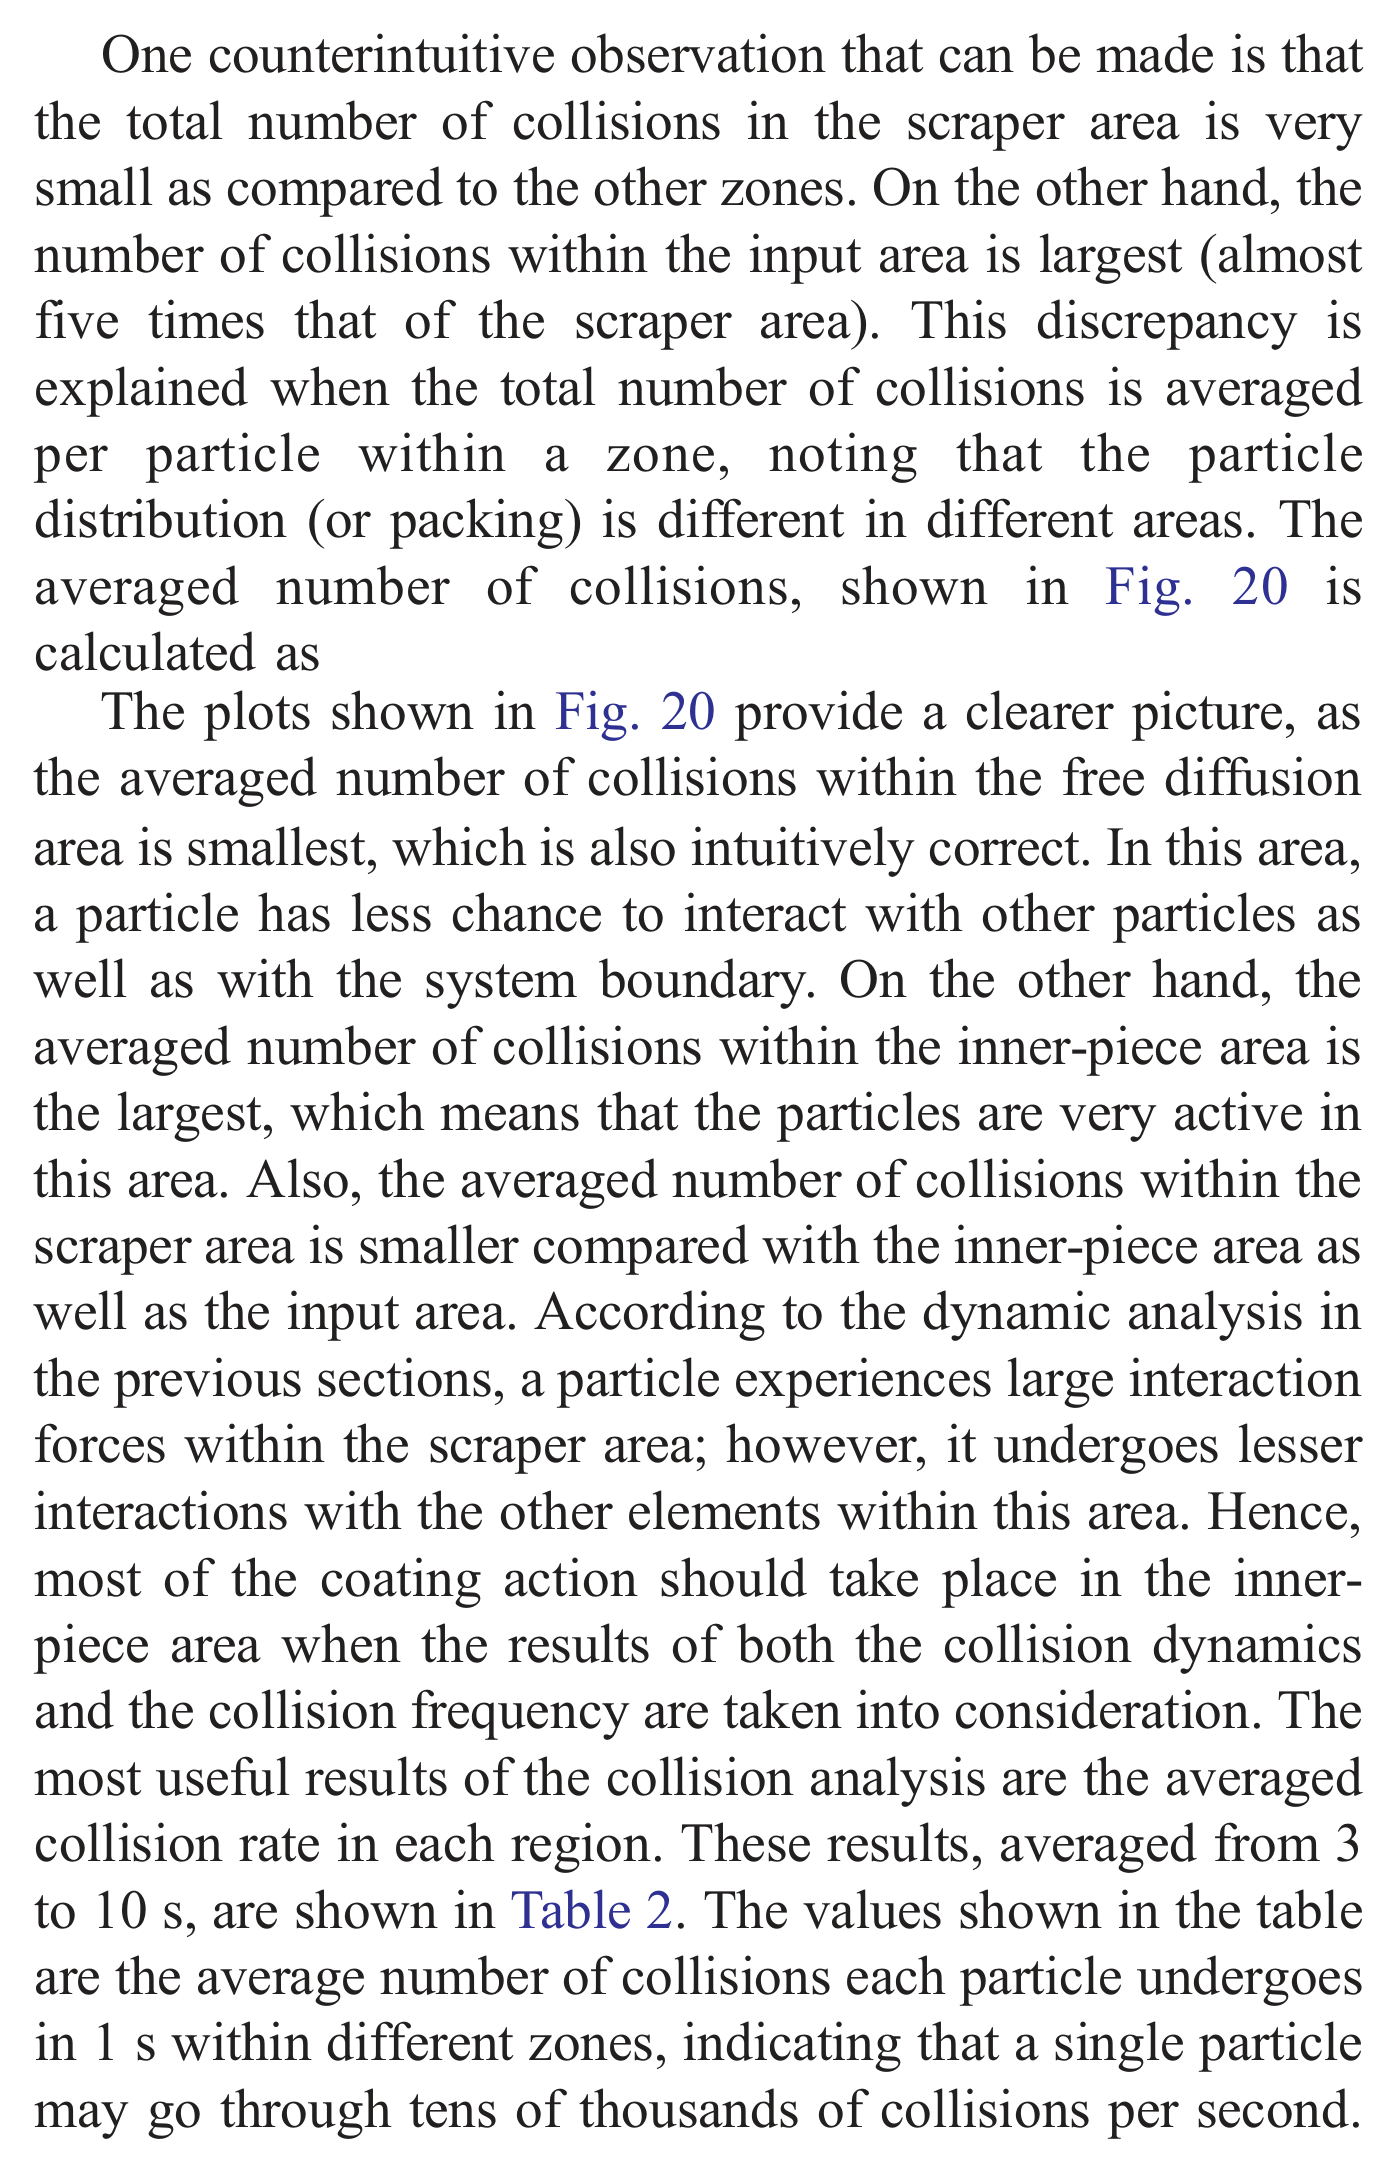 One counterintuitive observation that can be made is that
the total number of collisions in the scraper area is very
small as compared to the other zones. On the other hand, the
number of collisions within the input area is largest (almost
five times that of the scraper area). This discrepancy is
explained when the total number of collisions is averaged
per particle within a zone, noting that the particle
distribution (or packing) is different in different areas. The
averaged number of collisions, shown in Fig. 20 is
calculated as
The plots shown in Fig. 20 provide a clearer picture, as
the averaged number of collisions within the free diffusion
area is smallest, which is also intuitively correct. In this area,
a particle has less chance to interact with other particles as
well as with the system boundary. On the other hand, the
averaged number of collisions within the inner-piece area is
the largest, which means that the particles are very active in
this area. Also, the averaged number of collisions within the
scraper area is smaller compared with the inner-piece area as
well as the input area. According to the dynamic analysis in
the previous sections, a particle experiences large interaction
forces within the scraper area; however, it undergoes lesser
interactions with the other elements within this area. Hence,
most of the coating action should take place in the inner-
piece area when the results of both the collision dynamics
and the collision frequency are taken into consideration. The
most useful results of the collision analysis are the averaged
collision rate in each region. These results, averaged from 3
to 10 s, are shown in Table 2. The values shown in the table
are the average number of collisions each particle undergoes
in 1 s within different zones, indicating that a single particle
may go through tens of thousands of collisions per second.